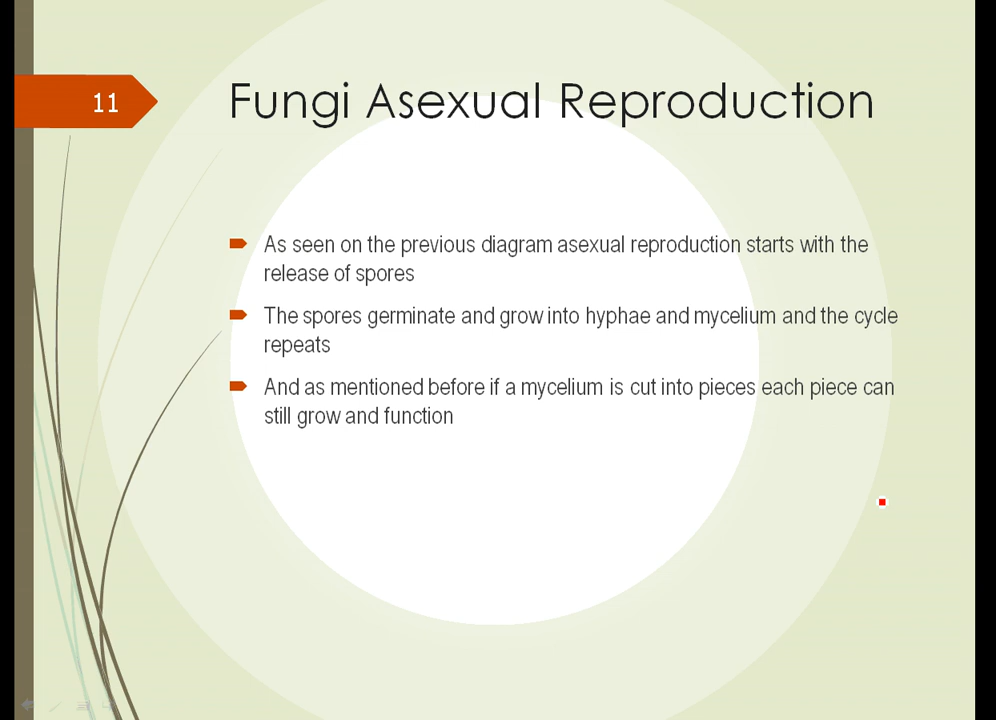 11
Fungi Asexual Reproduction
As seen on the previous diagram asexual reproduction starts with the
release of spores
The spores germinate and grow into hyphae and mycelium and the cycle
repeats
And as mentioned before if a mycelium is cut into pieces each piece can
still grow and function